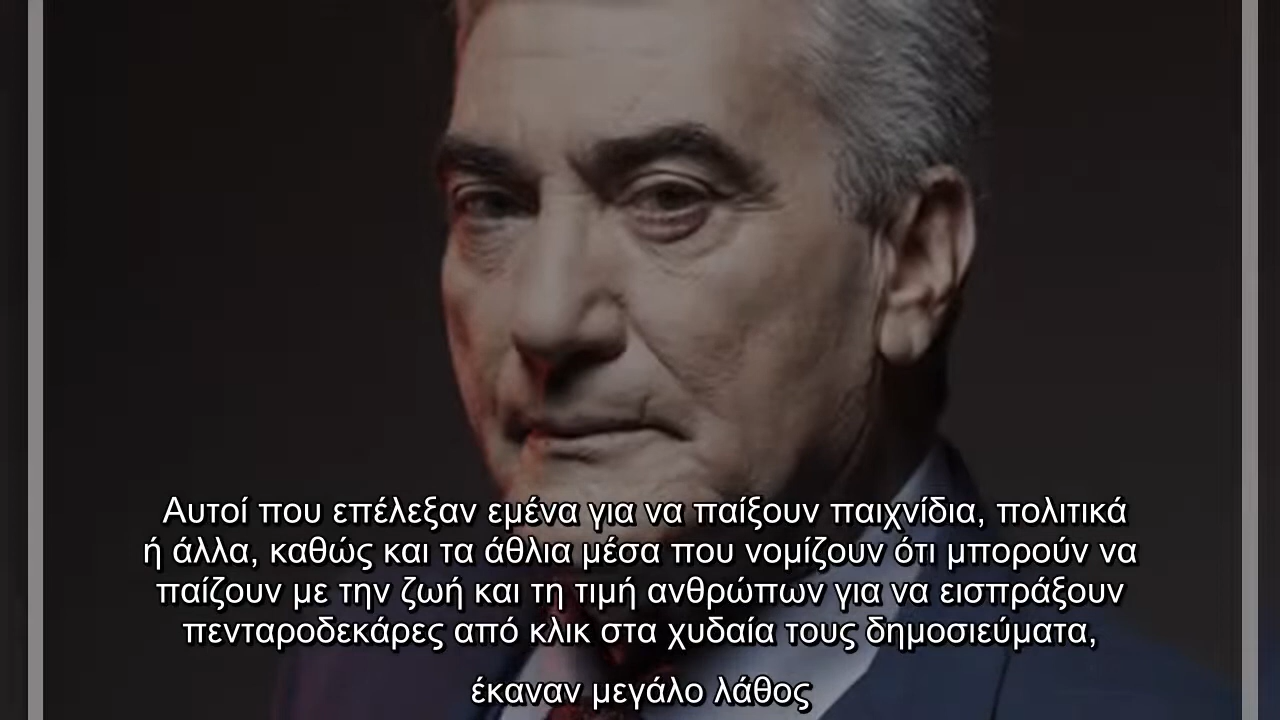 Αυτοί που επέλεξαν εμένα για να παίξουν παιχνίδια, πολιτικά
ή άλλα, καθώς και τα άθλια μέσα που νομίζουν ότι μπορούν να
παίζουν με την ζωή και τη τιμή ανθρώπων για να εισπράξουν
πενταροδεκάρες από κλικ στα χυδαία τους δημοσιεύματα,
έκαναν μεγάλο λάθος